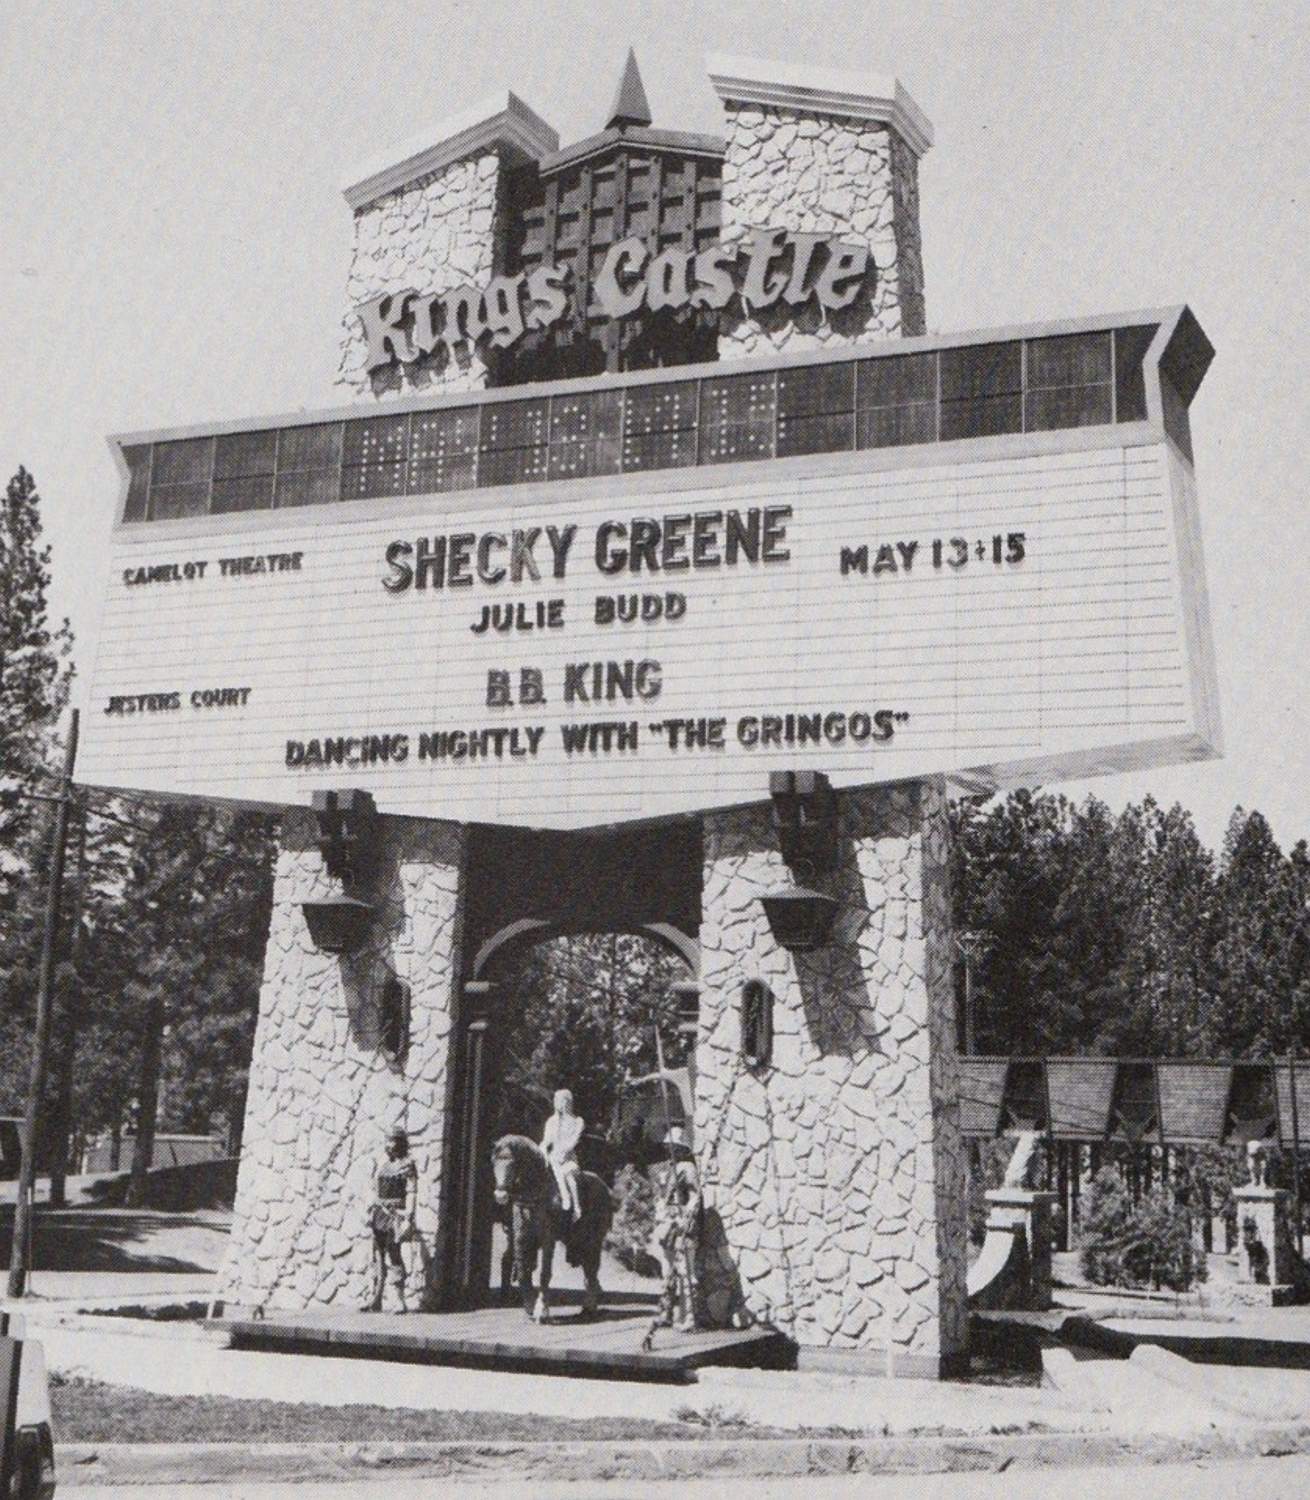 Kings Castle
CAMELOT THEATRE SHECKY GREENE MAY 13+15
JULIE BUDD
JESTERS COURT B.B. KING
DANCING NIGHTLY WITH "THE GRINGOS"